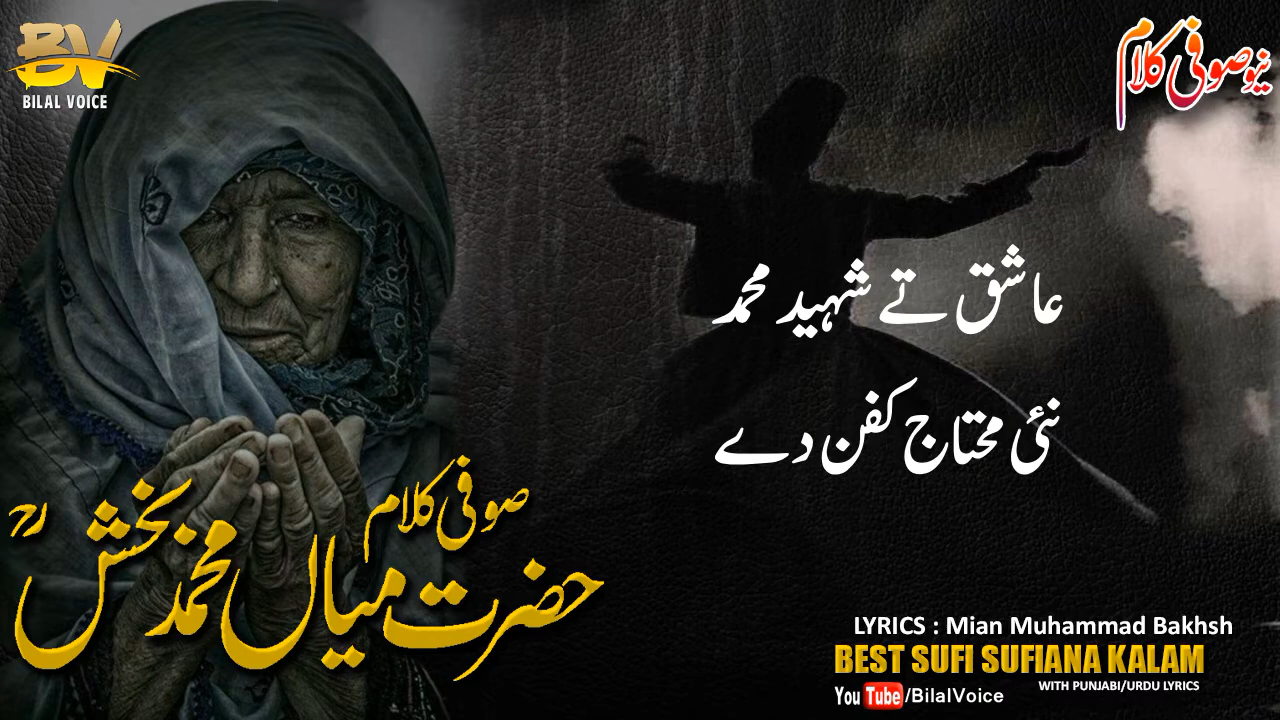 BV
BILAL VOICE
نیو صوفی کلام
عاشق تے شہید محمد
نئی محتاج کفن دے
صوفی کلام
حضرت میاں محمد بخش رح
LYRICS : Mian Muhammad Bakhsh
BEST SUFI SUFIANA KALAM
WITH PUNJABI/URDU LYRICS
YouTube/BilalVoice